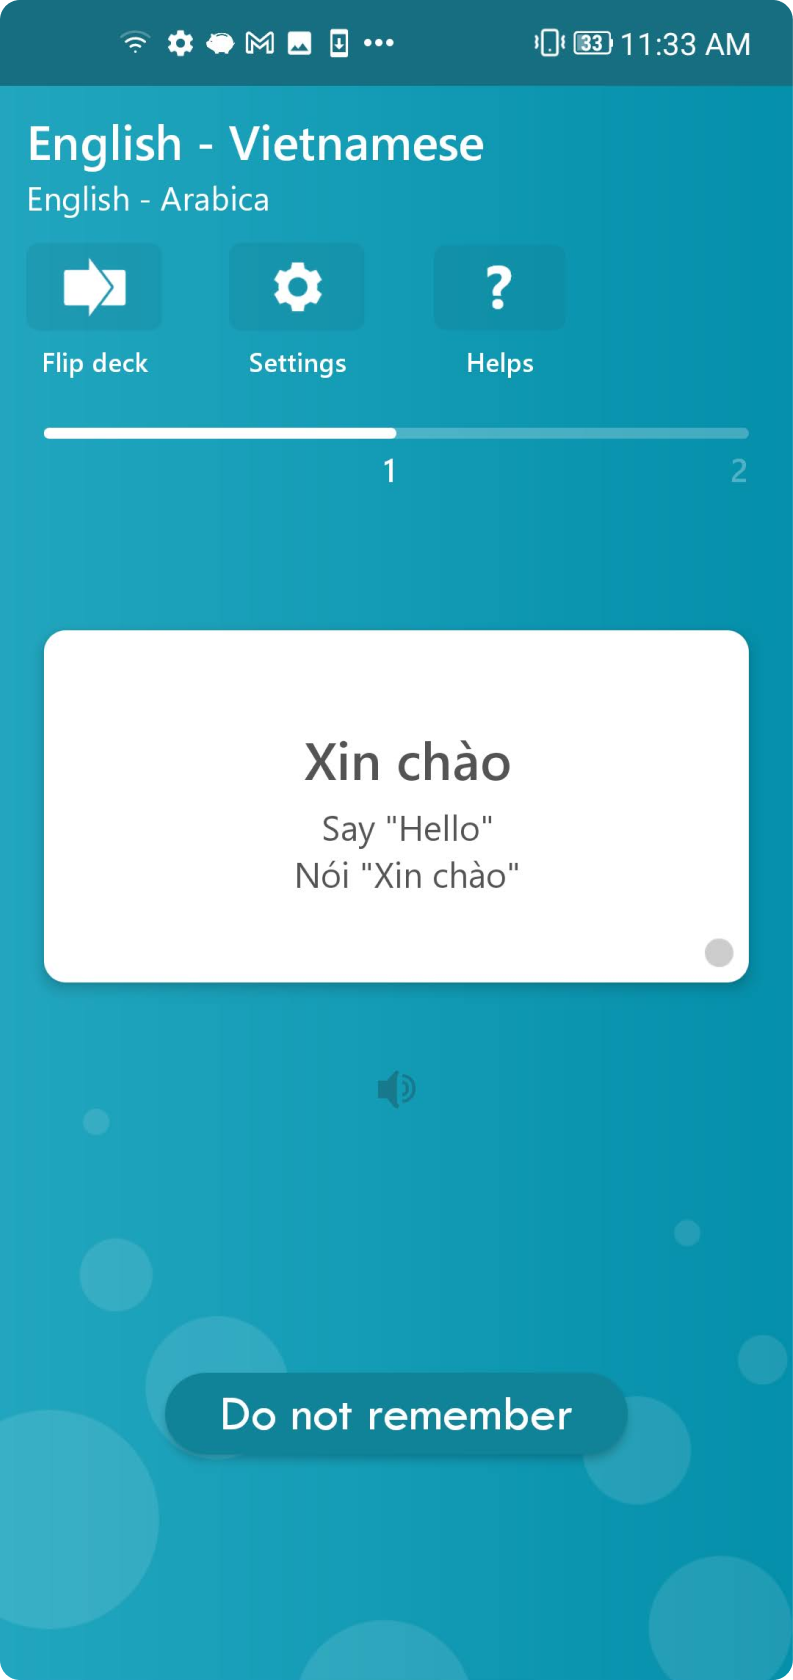 33 11:33 AM
English - Vietnamese
English - Arabica
?
Flip deck Settings Helps
1 2
Xin chào
Say "Hello"
Nói "Xin chào"
Do not remember